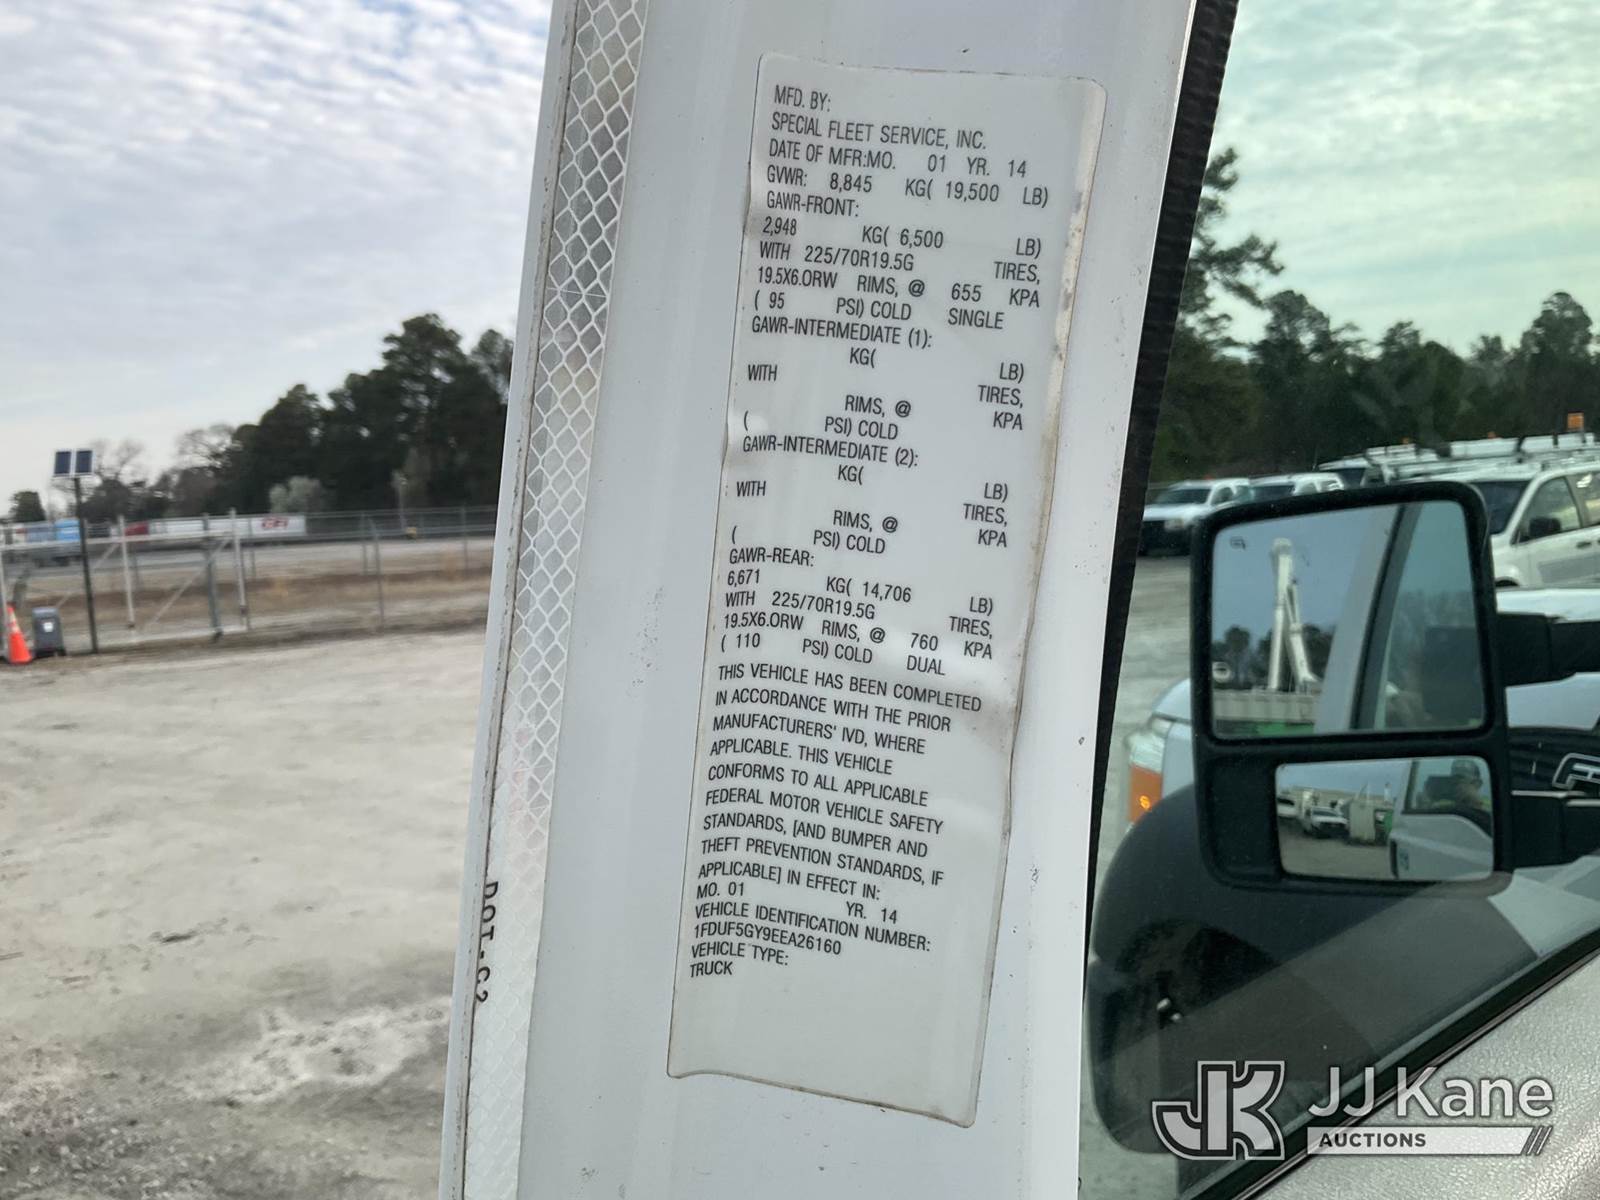 MFD. BY:
SPECIAL FLEET SERVICE, INC.
DATE OF MFR:MO. 01 YR. 14
GVWR: 8,845 KG( 19,500 LB)
GAWR-FRONT:
2,948 KG( 6,500 LB)
WITH 225/70R19.5G TIRES,
19.5X6.0RW RIMS, @ 655 KPA
( 95 PSI) COLD SINGLE
GAWR-INTERMEDIATE (1):
KG( LB)
WITH TIRES,
RIMS, @ KPA
( PSI) COLD
GAWR-INTERMEDIATE (2):
KG( LB)
WITH TIRES,
RIMS, @ KPA
( PSI) COLD
GAWR-REAR:
6,671 KG( 14,706 LB)
WITH 225/70R19.5G TIRES,
19.5X6.0RW RIMS, @ 760 KPA
( 110 PSI) COLD DUAL
THIS VEHICLE HAS BEEN COMPLETED
IN ACCORDANCE WITH THE PRIOR
MANUFACTURERS' IVD, WHERE
APPLICABLE. THIS VEHICLE
CONFORMS TO ALL APPLICABLE
FEDERAL MOTOR VEHICLE SAFETY
STANDARDS, [AND BUMPER AND
THEFT PREVENTION STANDARDS, IF
APPLICABLE] IN EFFECT IN:
MO. 01 YR. 14
VEHICLE IDENTIFICATION NUMBER:
1FDUF5GY9EEA26160
VEHICLE TYPE:
TRUCK
DOT-C2
JK JJ Kane
AUCTIONS